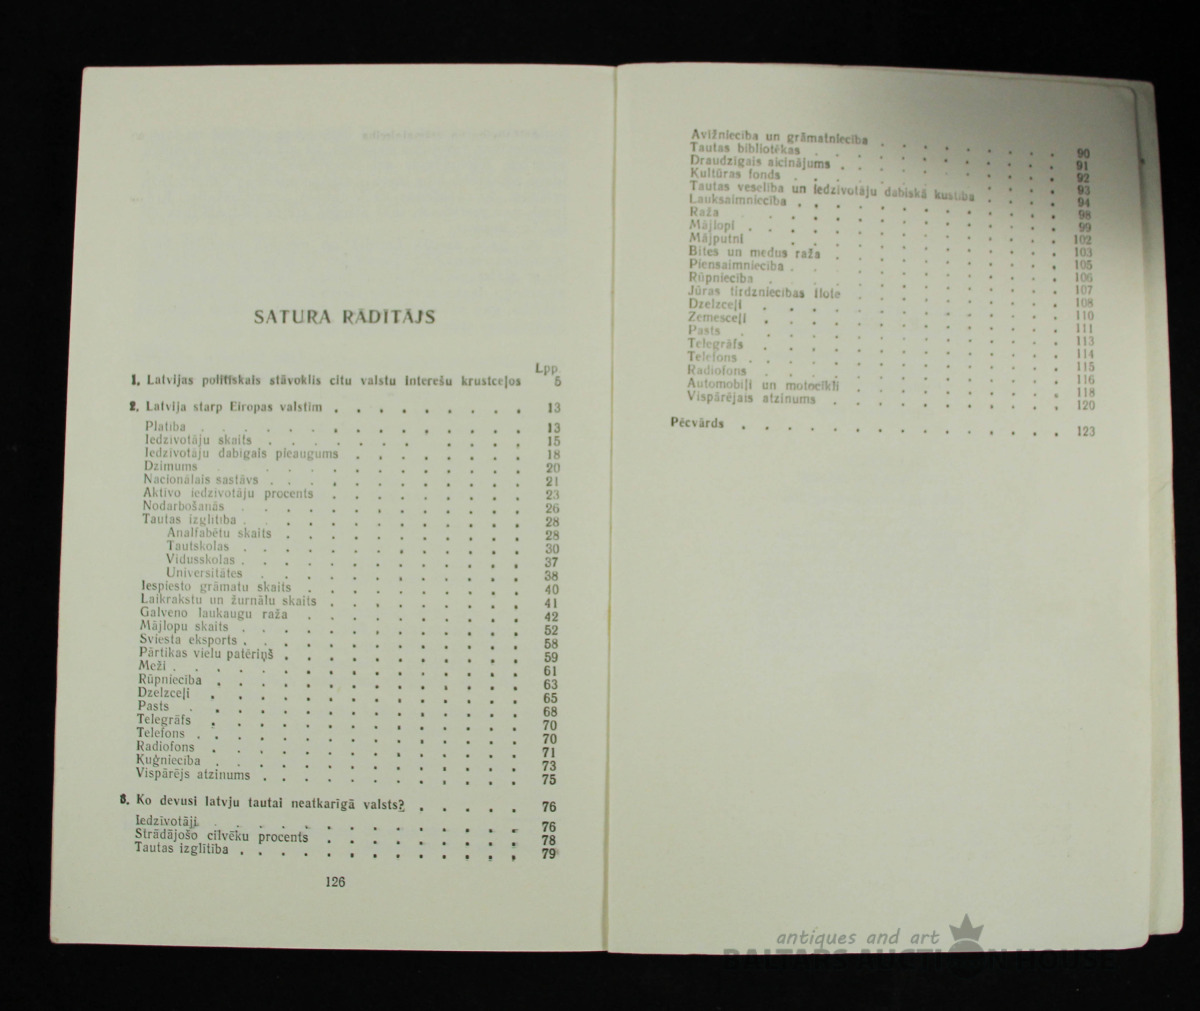 SATURA RĀDĪTĀJS
Lpp.
1. Latvijas politiskais stāvoklis citu valstu interešu krustceļos 5
2. Latvija starp Eiropas valstīm . . . . . . . . . 13
Platība . . . . . . . . . . . 13
Iedzīvotāju skaits . . . . . . . . . . 15
Iedzīvotāju dabīgais pieaugums . . . . . . . . 18
Dzimums . . . . . . . . . . 20
Nacionālais sastāvs . . . . . . . . . . 21
Aktīvo iedzīvotāju procents . . . . . . . . . 23
Nodarbošanās . . . . . . . . . . 26
Tautas izglītība . . . . . . . . . . 28
Analfabētu skaits . . . . . . . . . . 28
Tautskolas . . . . . . . . . . 30
Vidusskolas . . . . . . . . . . 37
Universitātes . . . . . . . . . . 38
Iespiesto grāmatu skaits . . . . . . . . . 40
Laikrakstu un žurnālu skaits . . . . . . . . . 41
Galveno laukaugu raža . . . . . . . . . 42
Mājlopu skaits . . . . . . . . . . 52
Sviesta eksports . . . . . . . . . . 58
Pārtikas vielu patēriņš . . . . . . . . . . 59
Meži . . . . . . . . . . . 61
Rūpniecība . . . . . . . . . . . 63
Dzelzceļi . . . . . . . . . . . 65
Pasts . . . . . . . . . . . 68
Telegrāfs . . . . . . . . . . . 70
Telefons . . . . . . . . . . . 70
Radiofons . . . . . . . . . . . 71
Kuģniecība . . . . . . . . . . . 73
Vispārējs atzinums . . . . . . . . . . 75
3. Ko devusi latvju tautai neatkarīgā valsts? . . . . . 76
Iedzīvotāji . . . . . . . . . . 76
Strādājošo cilvēku procents . . . . . . . . . 78
Tautas izglītība . . . . . . . . . . 79
126
Avīžniecība un grāmatniecība . . . . . . . . . 90
Tautas bibliotēkas . . . . . . . . . . 91
Draudzīgais aicinājums . . . . . . . . . . 92
Kultūras fonds . . . . . . . . . . 93
Tautas veselība un iedzīvotāju dabiskā kustība . . . . 94
Lauksaimniecība . . . . . . . . . . 98
Raža . . . . . . . . . . 99
Mājlopi . . . . . . . . . . 102
Mājputni . . . . . . . . . . 103
Bites un medus raža . . . . . . . . . . 105
Piensaimniecība . . . . . . . . . . 106
Rūpniecība . . . . . . . . . . 107
Jūras tirdzniecības flote . . . . . . . . . . 108
Dzelzceļi . . . . . . . . . . 110
Zemesceļi . . . . . . . . . . 111
Pasts . . . . . . . . . . 113
Telegrāfs . . . . . . . . . . 114
Telefons . . . . . . . . . . 115
Radiofons . . . . . . . . . . 116
Automobiļi un motocikli . . . . . . . . . . 118
Vispārējais atzinums . . . . . . . . . . 120
Pēcvārds . . . . . . . . . . . . . . 123
antiques and art
BALTARS AUCTION HOUSE